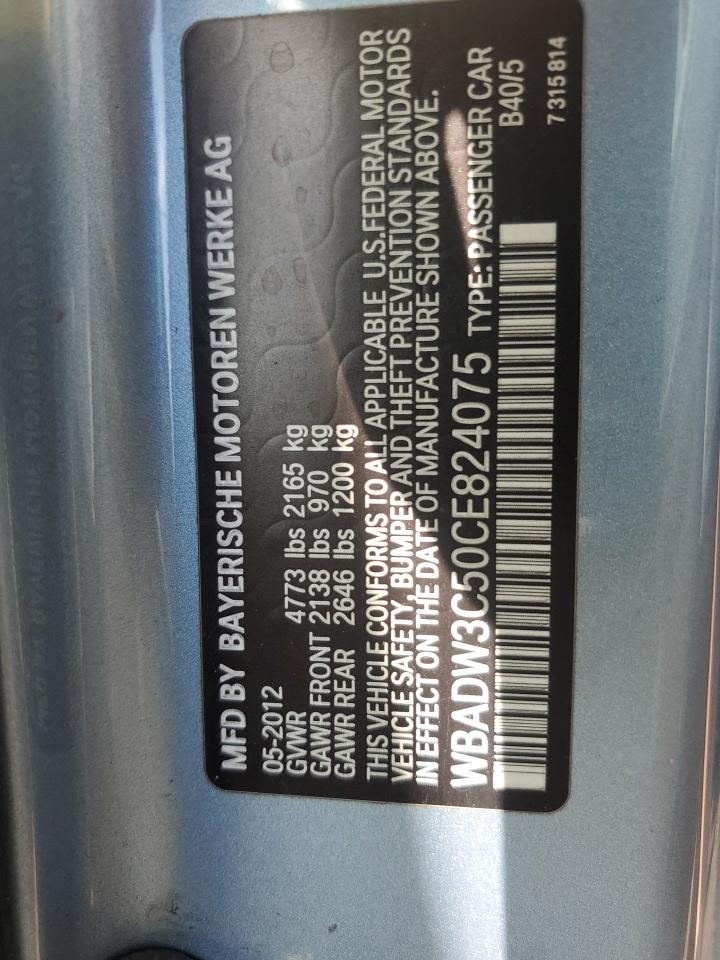 MFD BY BAYERISCHE MOTOREN WERKE AG
05-2012
GVWR 4773 lbs 2165 kg
GAWR FRONT 2138 lbs 970 kg
GAWR REAR 2646 lbs 1200 kg
THIS VEHICLE CONFORMS TO ALL APPLICABLE U.S.FEDERAL MOTOR
VEHICLE SAFETY, BUMPER AND THEFT PREVENTION STANDARDS
IN EFFECT ON THE DATE OF MANUFACTURE SHOWN ABOVE.
WBADW3C50CE824075 TYPE: PASSENGER CAR
B40/5
7 315 814